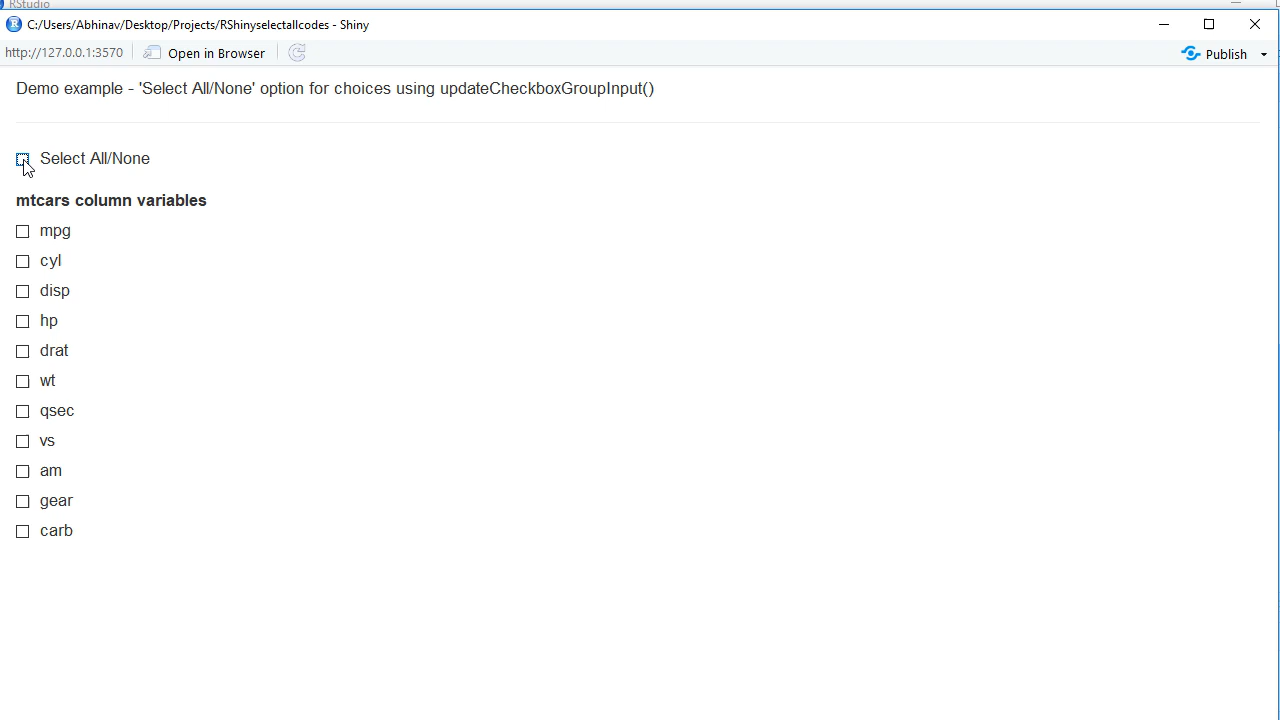 RStudio
C:/Users/Abhinav/Desktop/Projects/RShinyselectallcodes - Shiny
http://127.0.0.1:3570 Open in Browser Publish
Demo example - 'Select All/None' option for choices using updateCheckboxGroupInput()
Select All/None
mtcars column variables
mpg
cyl
disp
hp
drat
wt
qsec
vs
am
gear
carb